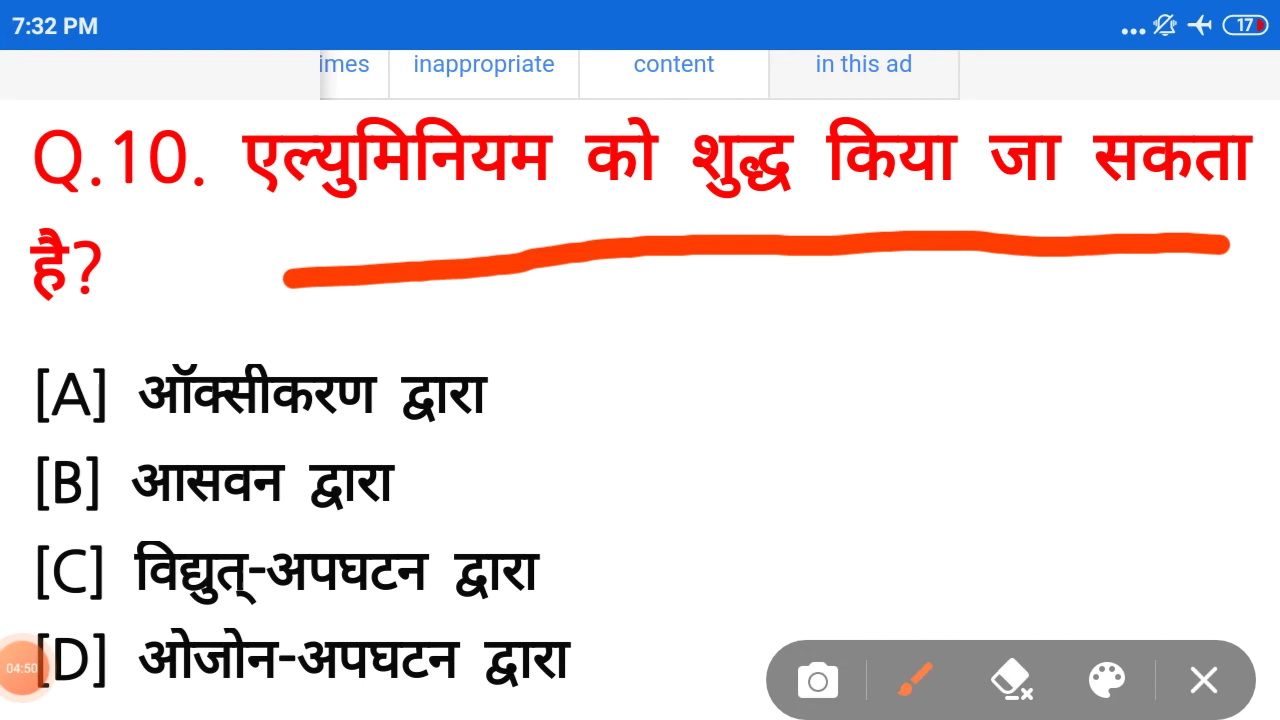 7:32 PM
17
imes inappropriate content in this ad
Q.10. एल्युमिनियम को शुद्ध किया जा सकता
है?
[A] ऑक्सीकरण द्वारा
[B] आसवन द्वारा
[C] विद्युत्-अपघटन द्वारा
[D] ओजोन-अपघटन द्वारा
04:50